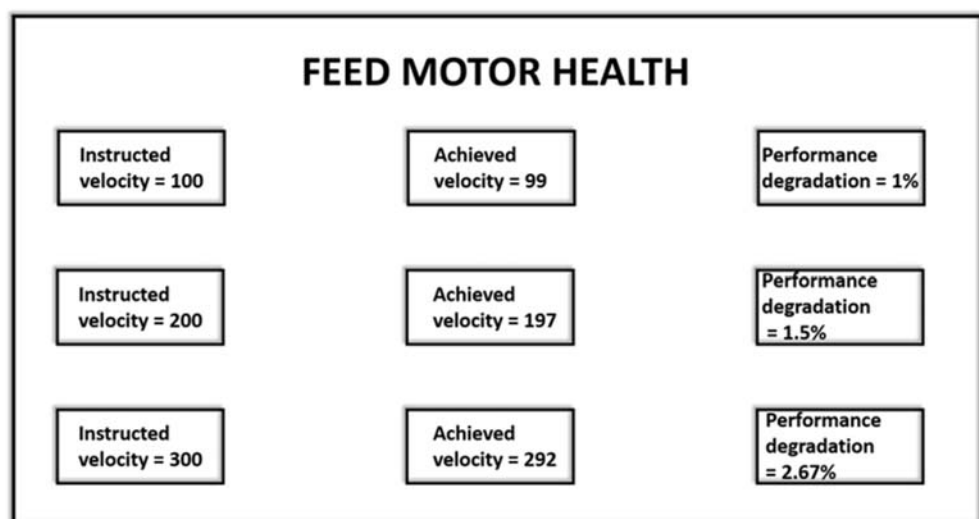 FEED MOTOR HEALTH
Instructed
velocity = 100
Achieved
velocity = 99
Performance
degradation = 1%
Instructed
velocity = 200
Achieved
velocity = 197
Performance
degradation
= 1.5%
Instructed
velocity = 300
Achieved
velocity = 292
Performance
degradation
= 2.67%